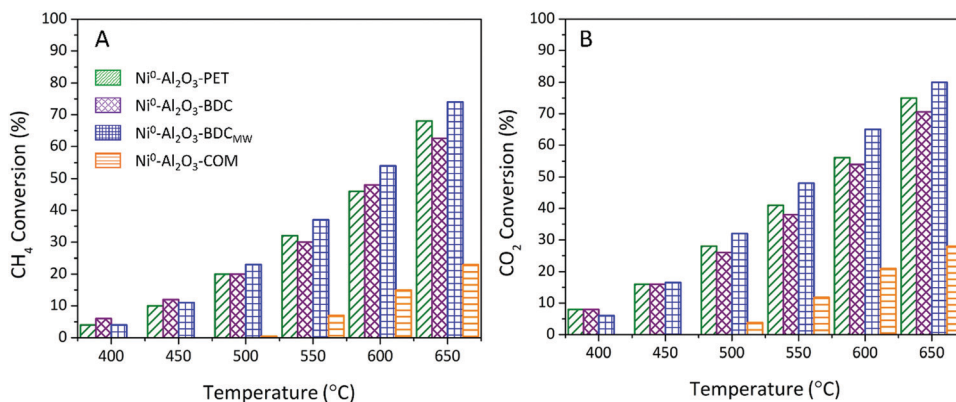 A
100
90
80
70
60
50
40
30
20
10
0
CH₄ Conversion (%)
Ni⁰-Al₂O₃-PET
Ni⁰-Al₂O₃-BDC
Ni⁰-Al₂O₃-BDC_MW
Ni⁰-Al₂O₃-COM
400 450 500 550 600 650
Temperature (°C)
B
100
90
80
70
60
50
40
30
20
10
0
CO₂ Conversion (%)
400 450 500 550 600 650
Temperature (°C)